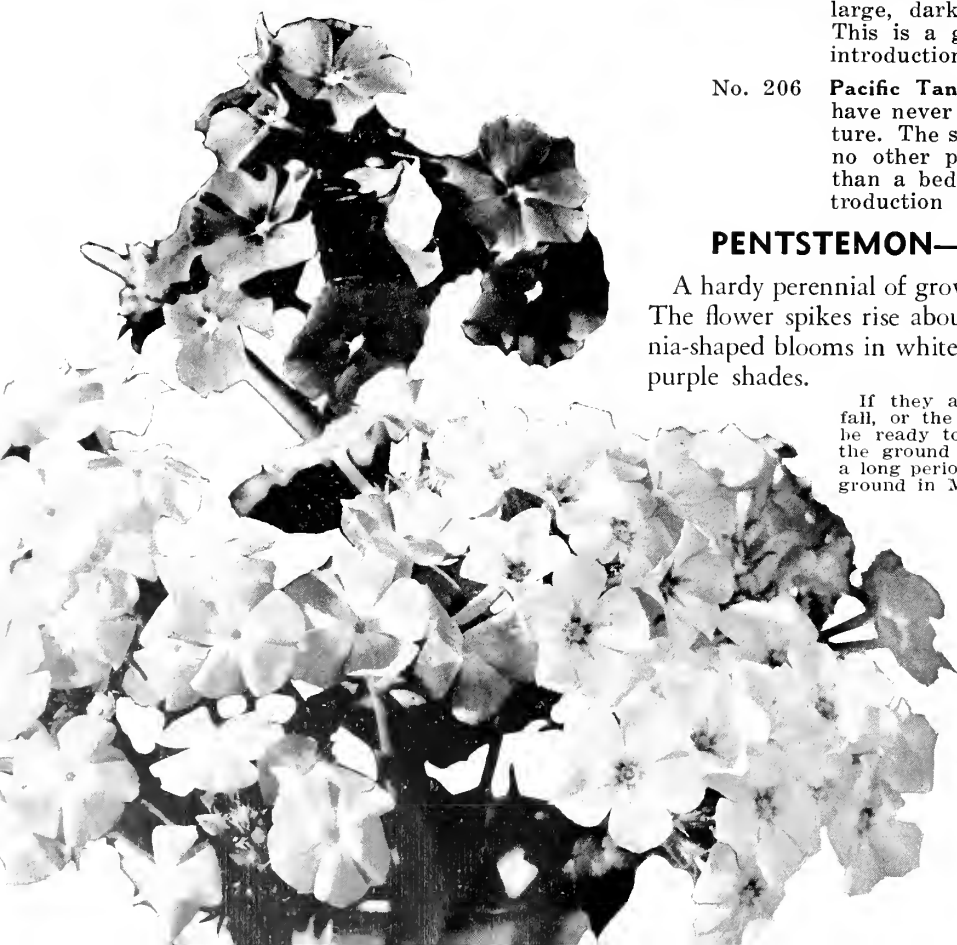 large, dark
This is a g
introduction
No. 206 Pacific Tan
have never
ture. The s
no other p
than a bed
troduction
PENTSTEMON—
A hardy perennial of grov
The flower spikes rise abou
nia-shaped blooms in white
purple shades.
If they a
fall, or the
be ready to
the ground
a long perio
ground in M